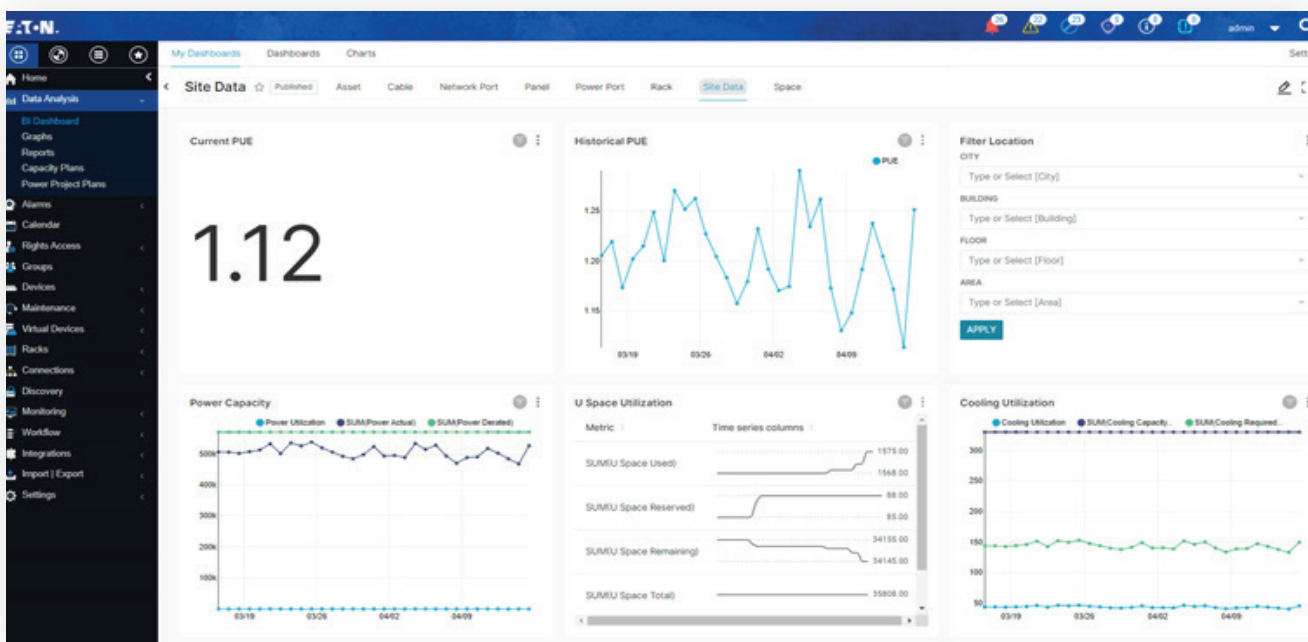 EATON
26 22 23 0 0 0 admin
My Dashboards Dashboards Charts
Home
Data Analysis
BI Dashboard
Graphs
Reports
Capacity Plans
Power Project Plans
Alarms
Calendar
Rights Access
Groups
Devices
Maintenance
Virtual Devices
Racks
Connections
Discovery
Monitoring
Workflow
Integrations
Import | Export
Settings
Site Data Published Asset Cable Network Port Panel Power Port Rack Site Data Space
Current PUE
1.12
Historical PUE
PUE
1.25
1.20
1.15
03/19 03/26 04/02 04/09
Filter Location
CITY
Type or Select [City]
BUILDING
Type or Select [Building]
FLOOR
Type or Select [Floor]
AREA
Type or Select [Area]
APPLY
Power Capacity
Power Utilization SUM(Power Actual) SUM(Power Derated)
500k
400k
300k
200k
100k
03/19 03/26 04/02 04/09
U Space Utilization
Metric Time series columns
SUM(U Space Used) 1575.00
1568.00
SUM(U Space Reserved) 88.00
85.00
SUM(U Space Remaining) 34155.00
34145.00
SUM(U Space Total) 35808.00
Cooling Utilization
Cooling Utilization SUM(Cooling Capacity... SUM(Cooling Required...
300
250
200
150
100
50
03/19 03/26 04/02 04/09